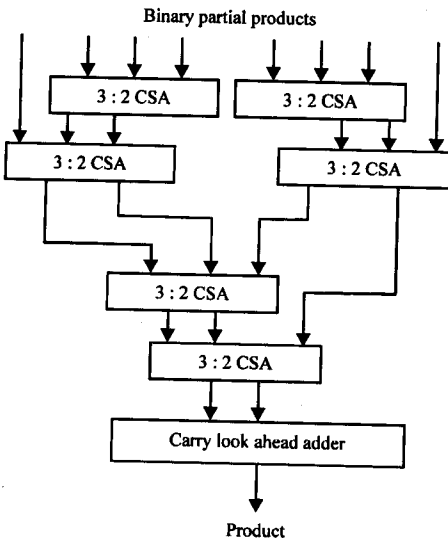 Binary partial products
3 : 2 CSA
3 : 2 CSA
3 : 2 CSA
3 : 2 CSA
3 : 2 CSA
3 : 2 CSA
Carry look ahead adder
Product